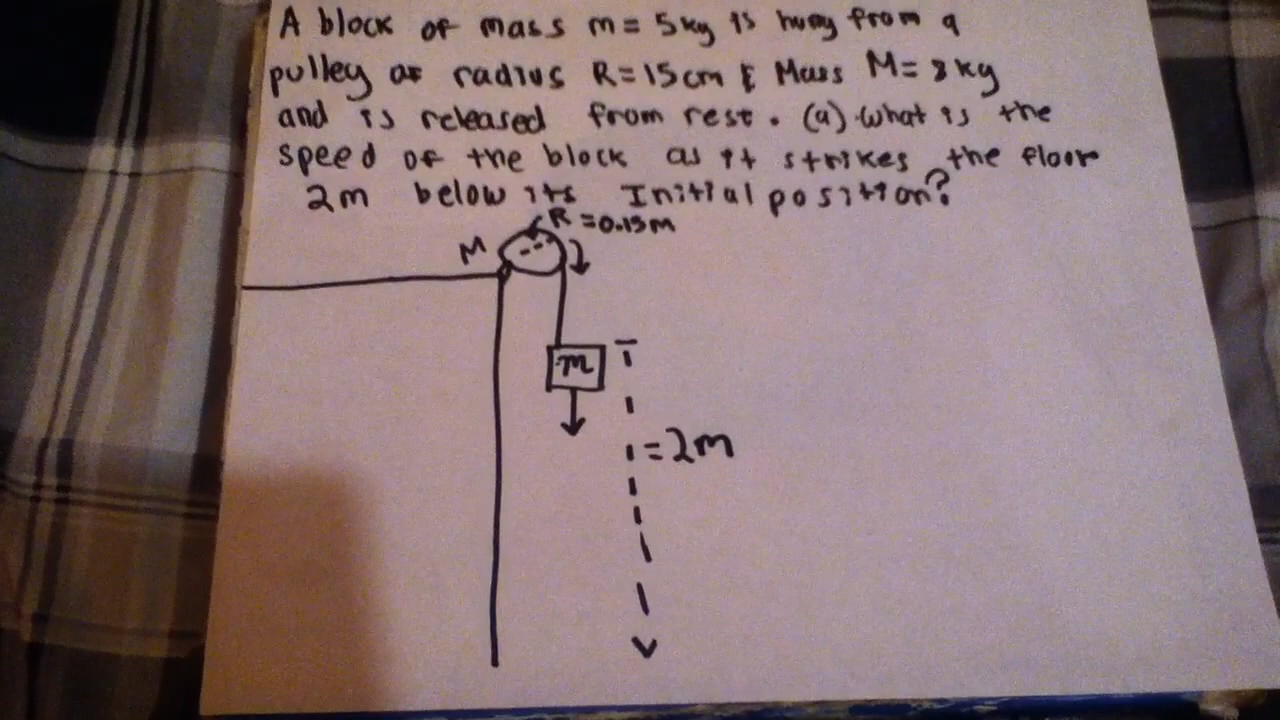 A block of mass m = 5kg is hung from a
pulley of radius R = 15cm & Mass M = 8kg
and is released from rest. (a). what is the
speed of the block as it strikes the floor
2m below its Initial position?
R = 0.15m
M
m
= 2m